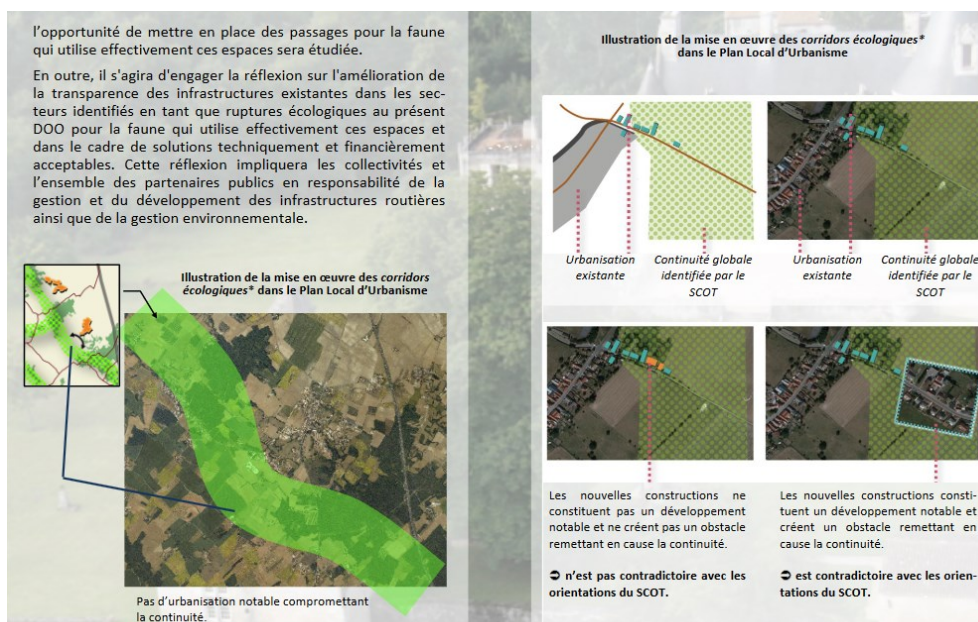 l’opportunité de mettre en place des passages pour la faune
qui utilise effectivement ces espaces sera étudiée.
En outre, il s'agira d'engager la réflexion sur l'amélioration de
la transparence des infrastructures existantes dans les sec-
teurs identifiés en tant que ruptures écologiques au présent
DOO pour la faune qui utilise effectivement ces espaces et
dans le cadre de solutions techniquement et financièrement
acceptables. Cette réflexion impliquera les collectivités et
l’ensemble des partenaires publics en responsabilité de la
gestion et du développement des infrastructures routières
ainsi que de la gestion environnementale.
Illustration de la mise en œuvre des corridors
écologiques* dans le Plan Local d’Urbanisme
Pas d’urbanisation notable compromettant
la continuité.
Illustration de la mise en œuvre des corridors écologiques*
dans le Plan Local d’Urbanisme
Urbanisation
existante
Continuité globale
identifiée par le
SCOT
Urbanisation
existante
Continuité globale
identifiée par le
SCOT
Les nouvelles constructions ne
constituent pas un développement
notable et ne créent pas un obstacle
remettant en cause la continuité.
➲ n’est pas contradictoire avec les
orientations du SCOT.
Les nouvelles constructions consti-
tuent un développement notable et
créent un obstacle remettant en
cause la continuité.
➲ est contradictoire avec les orien-
tations du SCOT.